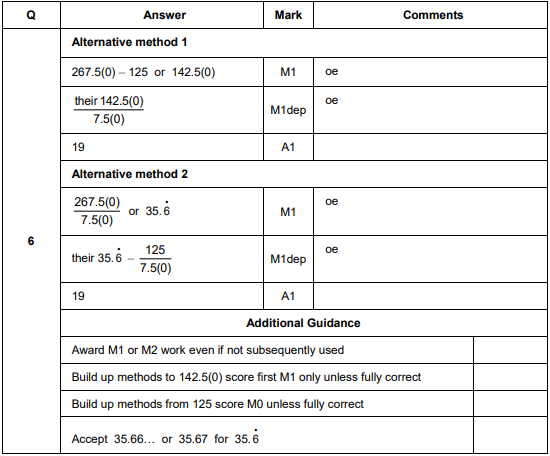 Q Answer Mark Comments
Alternative method 1
267.5(0) – 125 or 142.5(0) M1 oe
their 142.5(0)
7.5(0)
M1dep oe
19 A1
Alternative method 2
267.5(0)
7.5(0)
or 35.6̇ M1 oe
their 35.6̇ –
125
7.5(0)
M1dep oe
6
19 A1
Additional Guidance
Award M1 or M2 work even if not subsequently used
Build up methods to 142.5(0) score first M1 only unless fully correct
Build up methods from 125 score M0 unless fully correct
Accept 35.66... or 35.67 for 35.6̇